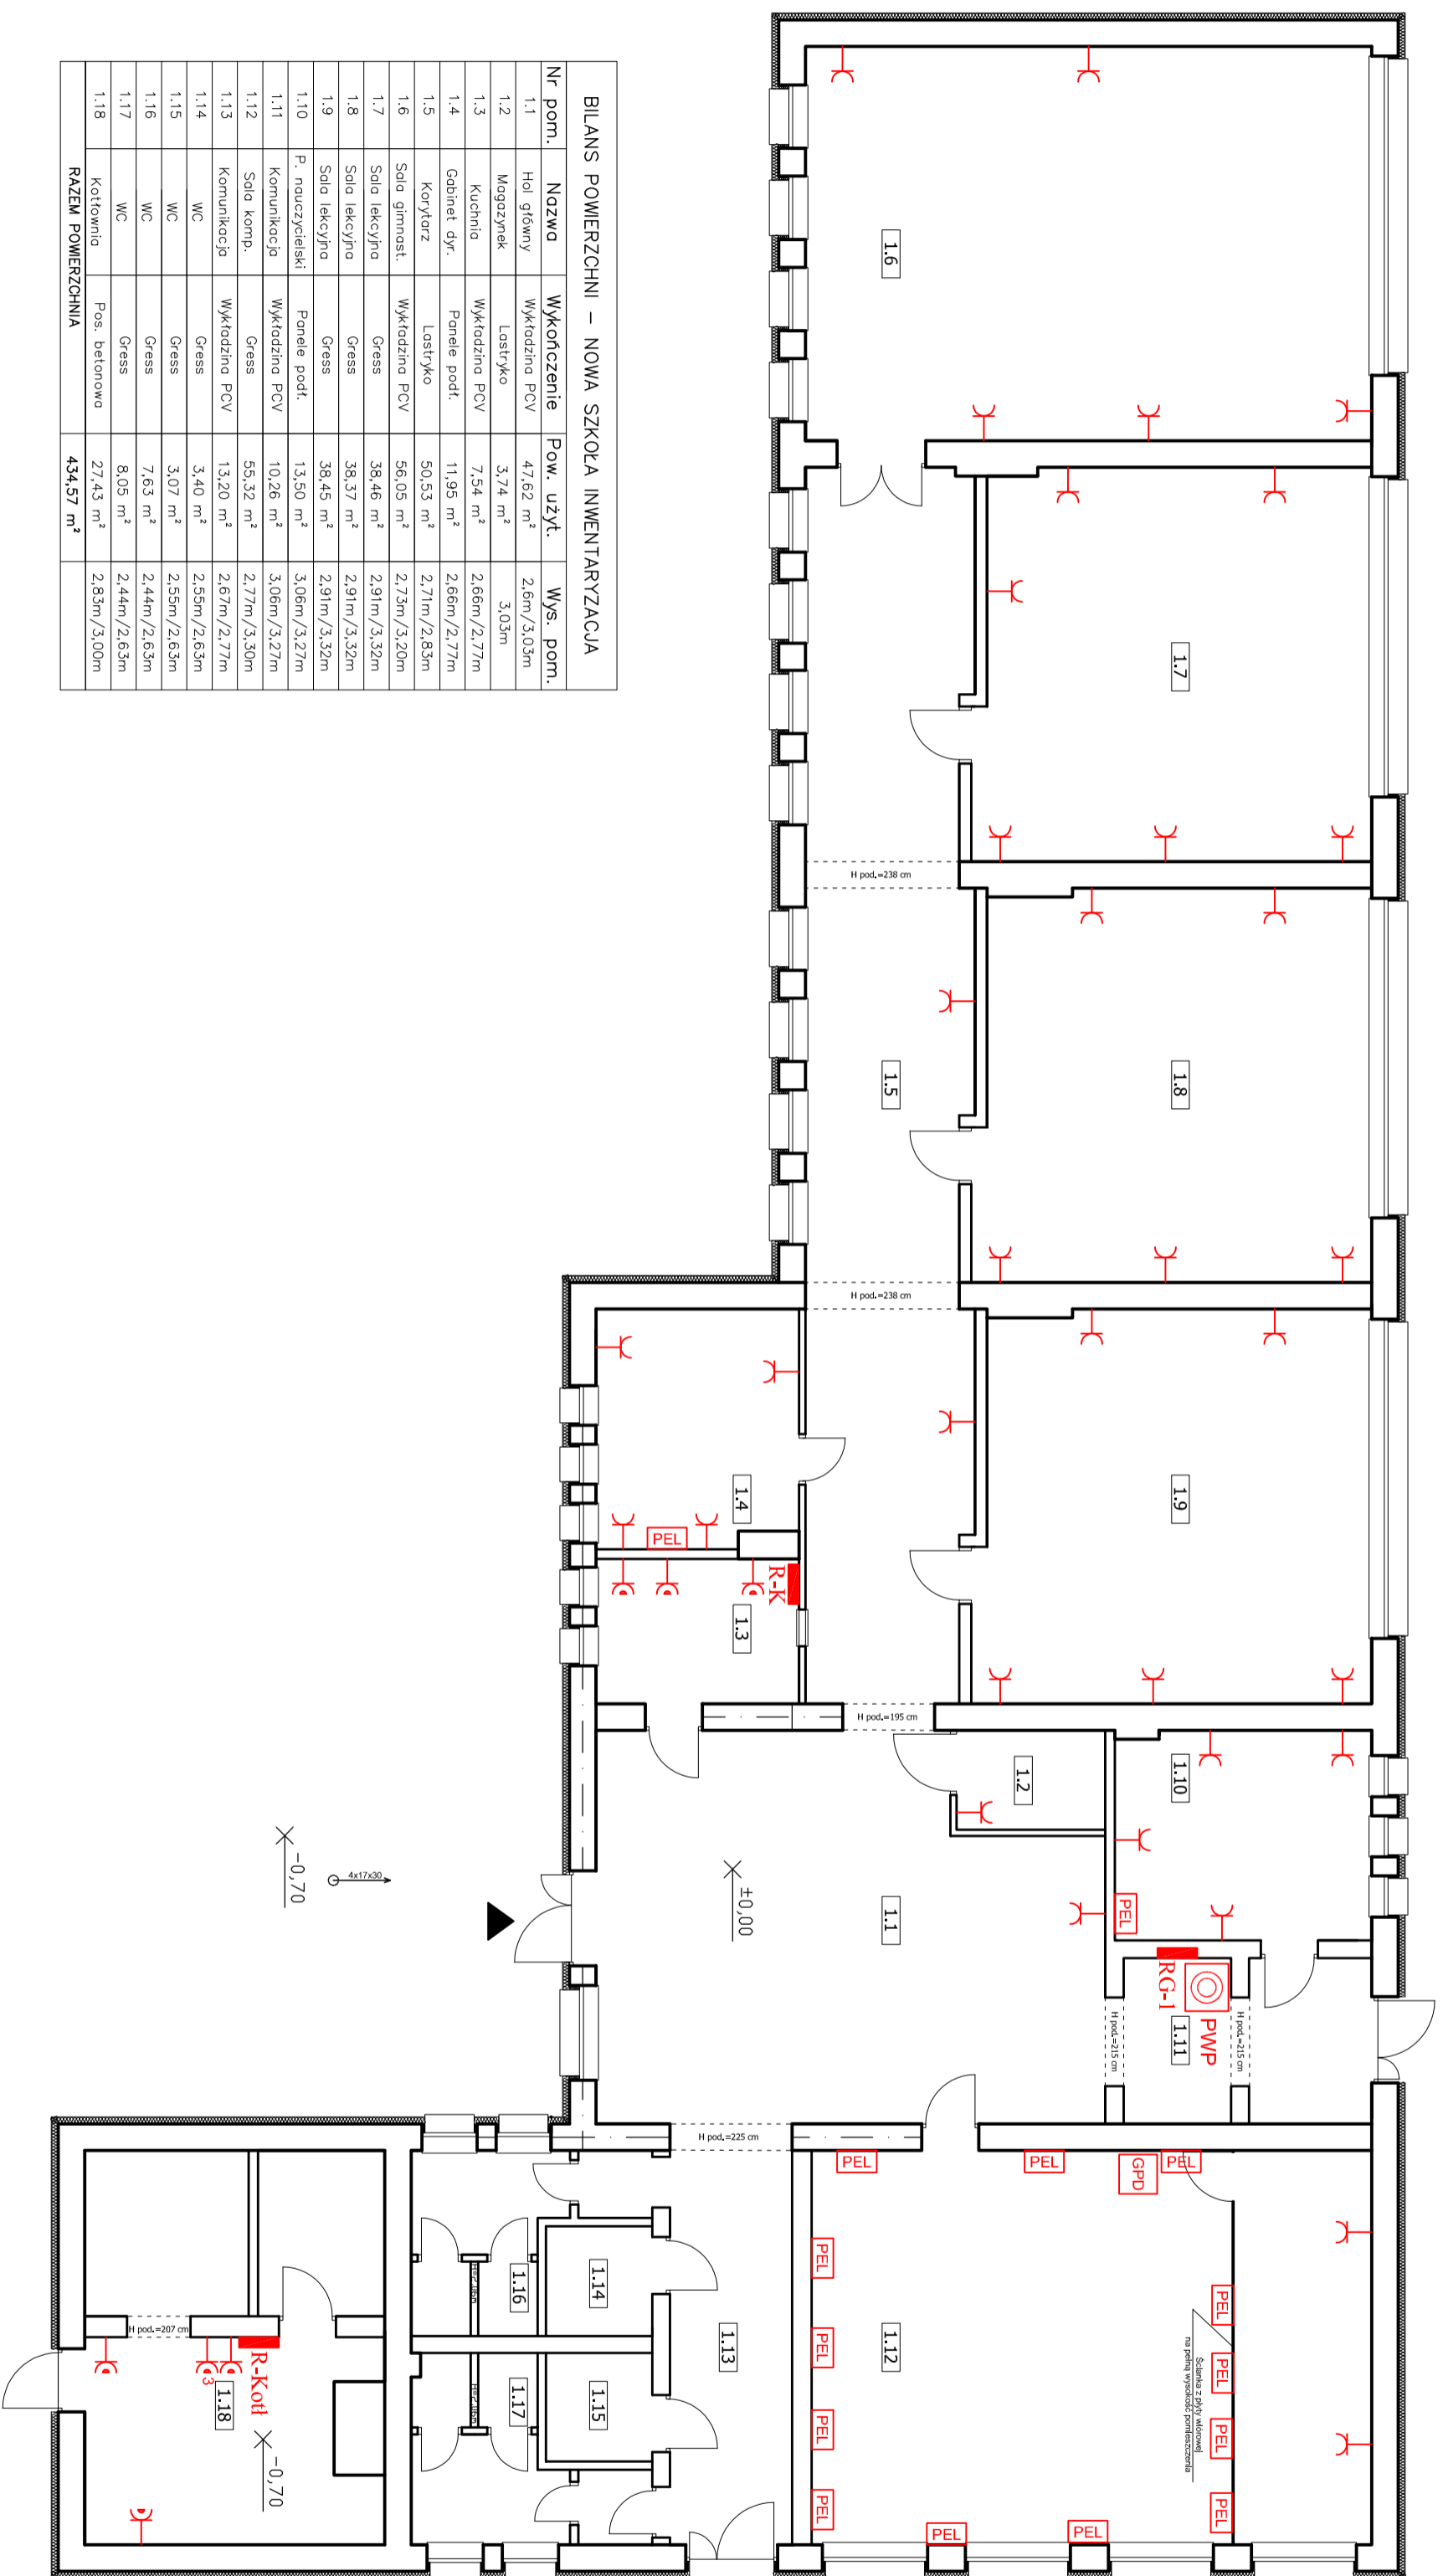 BILANS POWIERZCHNI – NOWA SZKOŁA INWENTARYZACJA
Nr pom. Nazwa Wykończenie Pow. użyt. Wys. pom.
1.1 Hol główny Wykładzina PCV 47,62 m² 2,6m/3,03m
1.2 Magazynek Lastryko 3,74 m² 3,03m
1.3 Kuchnia Wykładzina PCV 7,54 m² 2,66m/2,77m
1.4 Gabinet dyr. Panele podł. 11,95 m² 2,66m/2,77m
1.5 Korytarz Lastryko 50,53 m² 2,71m/2,83m
1.6 Sala gimnast. Wykładzina PCV 56,05 m² 2,73m/3,20m
1.7 Sala lekcyjna Gress 38,46 m² 2,91m/3,32m
1.8 Sala lekcyjna Gress 38,37 m² 2,91m/3,32m
1.9 Sala lekcyjna Gress 38,45 m² 2,91m/3,32m
1.10 P. nauczycielski Panele podł. 13,50 m² 3,06m/3,27m
1.11 Komunikacja Wykładzina PCV 10,26 m² 3,06m/3,27m
1.12 Sala komp. Gress 55,32 m² 2,77m/3,30m
1.13 Komunikacja Wykładzina PCV 13,20 m² 2,67m/2,77m
1.14 WC Gress 3,40 m² 2,55m/2,63m
1.15 WC Gress 3,07 m² 2,55m/2,63m
1.16 WC Gress 7,63 m² 2,44m/2,63m
1.17 WC Gress 8,05 m² 2,44m/2,63m
1.18 Kotłownia Pos. betonowa 27,43 m² 2,83m/3,00m
RAZEM POWIERZCHNIA 434,57 m²
1.6
1.7
H pod.=238 cm
1.8
1.5
H pod.=238 cm
1.9
1.4
PEL
R-K
1.3
H pod.=195 cm
1.10
1.2
PEL
1.1
±0,00
-0,70
4x17x30
RG-1
PWP
1.11
H pod.=215 cm
H pod.=215 cm
H pod.=225 cm
PEL
PEL
GPD
PEL
PEL
PEL
PEL
PEL
PEL
PEL
PEL
PEL
PEL
PEL
Ścianka z płyty wiórowej
na pełną wysokość pomieszczenia
1.12
1.13
1.14
1.15
1.16
1.17
H pod.=207 cm
R-Kotł
3
1.18
-0,70